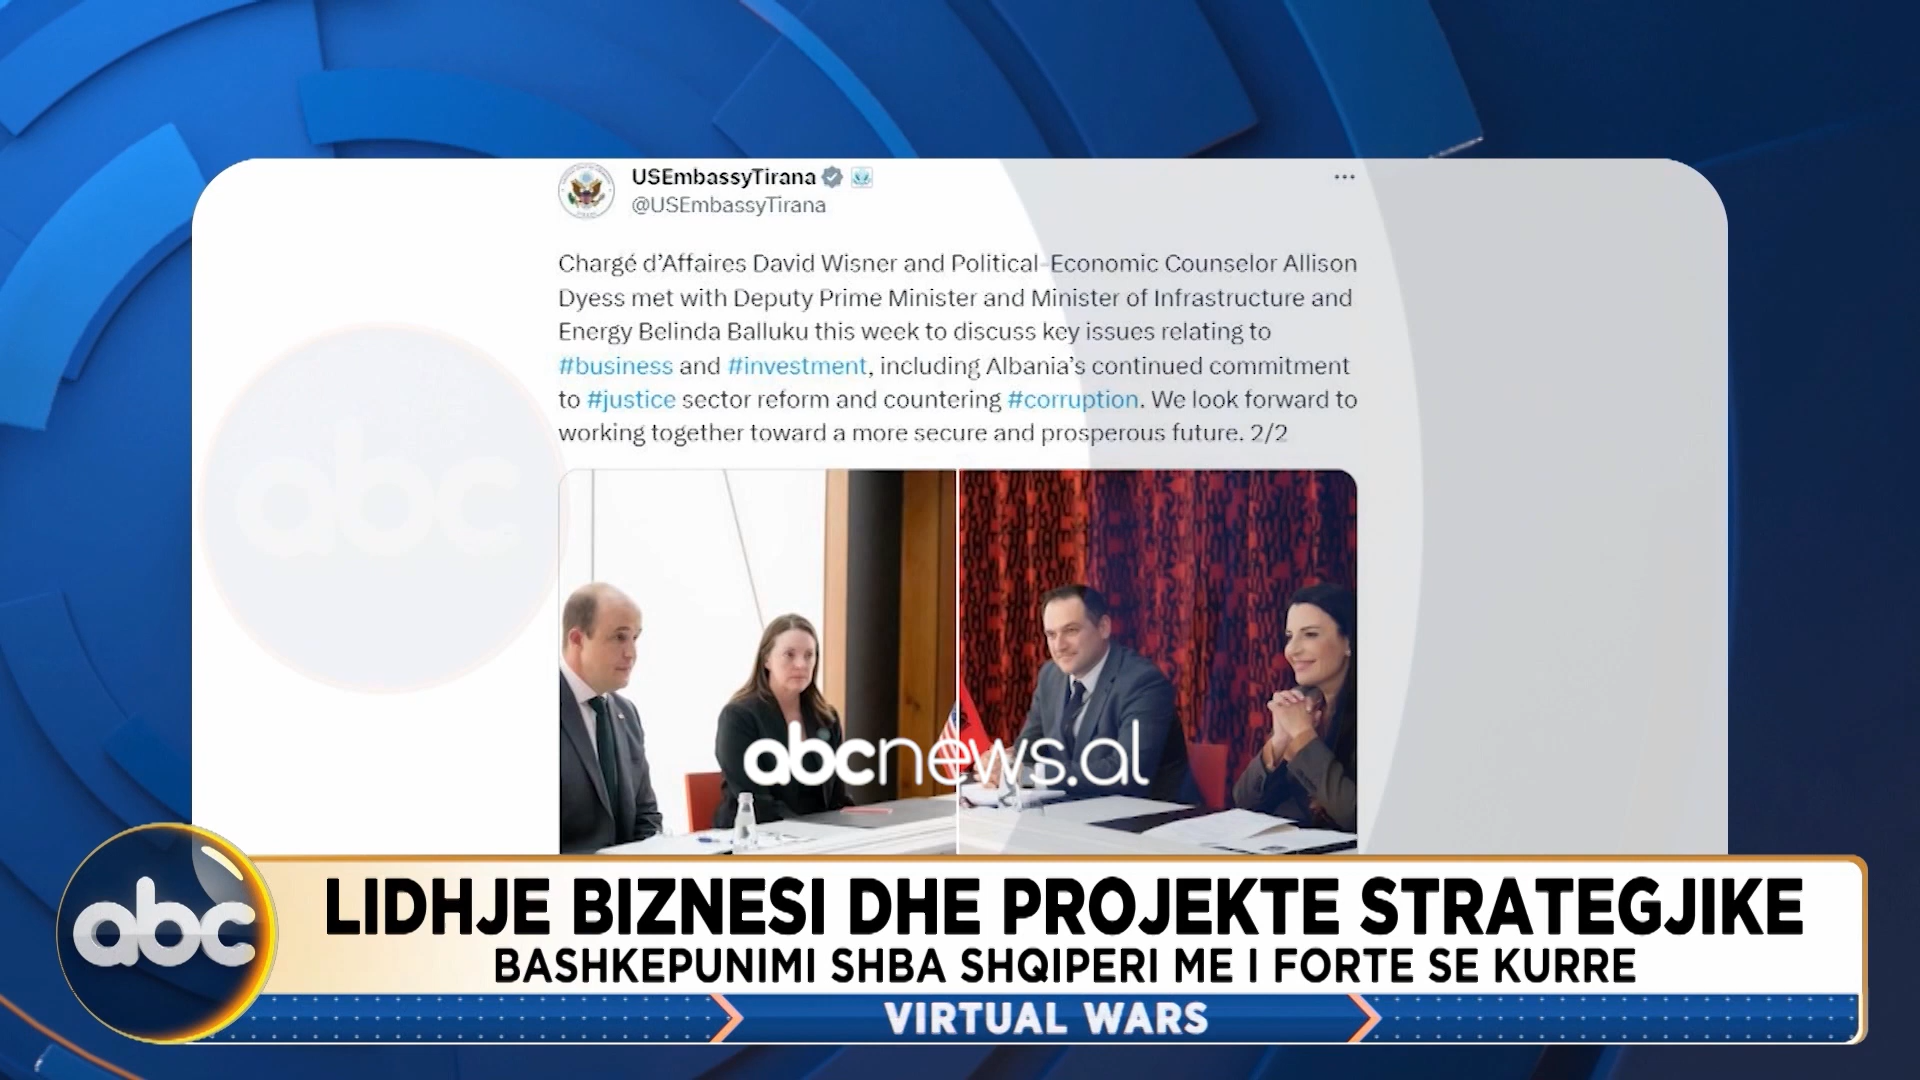 USEmbassyTirana
@USEmbassyTirana
Chargé d’Affaires David Wisner and Political-Economic Counselor Allison
Dyess met with Deputy Prime Minister and Minister of Infrastructure and
Energy Belinda Balluku this week to discuss key issues relating to
#business and #investment, including Albania’s continued commitment
to #justice sector reform and countering #corruption. We look forward to
working together toward a more secure and prosperous future. 2/2
abc
abcnews.al
abc
LIDHJE BIZNESI DHE PROJEKTE STRATEGJIKE
BASHKEPUNIMI SHBA SHQIPERI ME I FORTE SE KURRE
VIRTUAL WARS